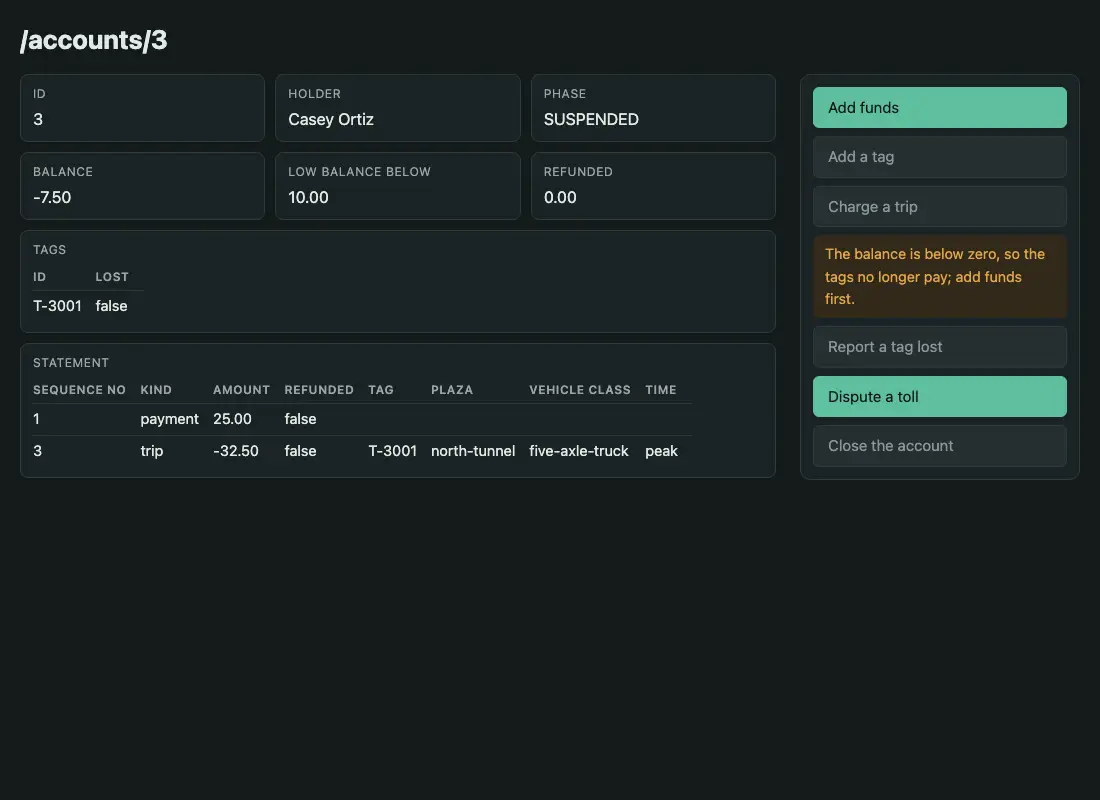 /accounts/3
ID
3
HOLDER
Casey Ortiz
PHASE
SUSPENDED
BALANCE
-7.50
LOW BALANCE BELOW
10.00
REFUNDED
0.00
TAGS
ID LOST
T-3001 false
STATEMENT
SEQUENCE NO KIND AMOUNT REFUNDED TAG PLAZA VEHICLE CLASS TIME
1 payment 25.00 false
3 trip -32.50 false T-3001 north-tunnel five-axle-truck peak
Add funds
Add a tag
Charge a trip
The balance is below zero, so the
tags no longer pay; add funds
first.
Report a tag lost
Dispute a toll
Close the account